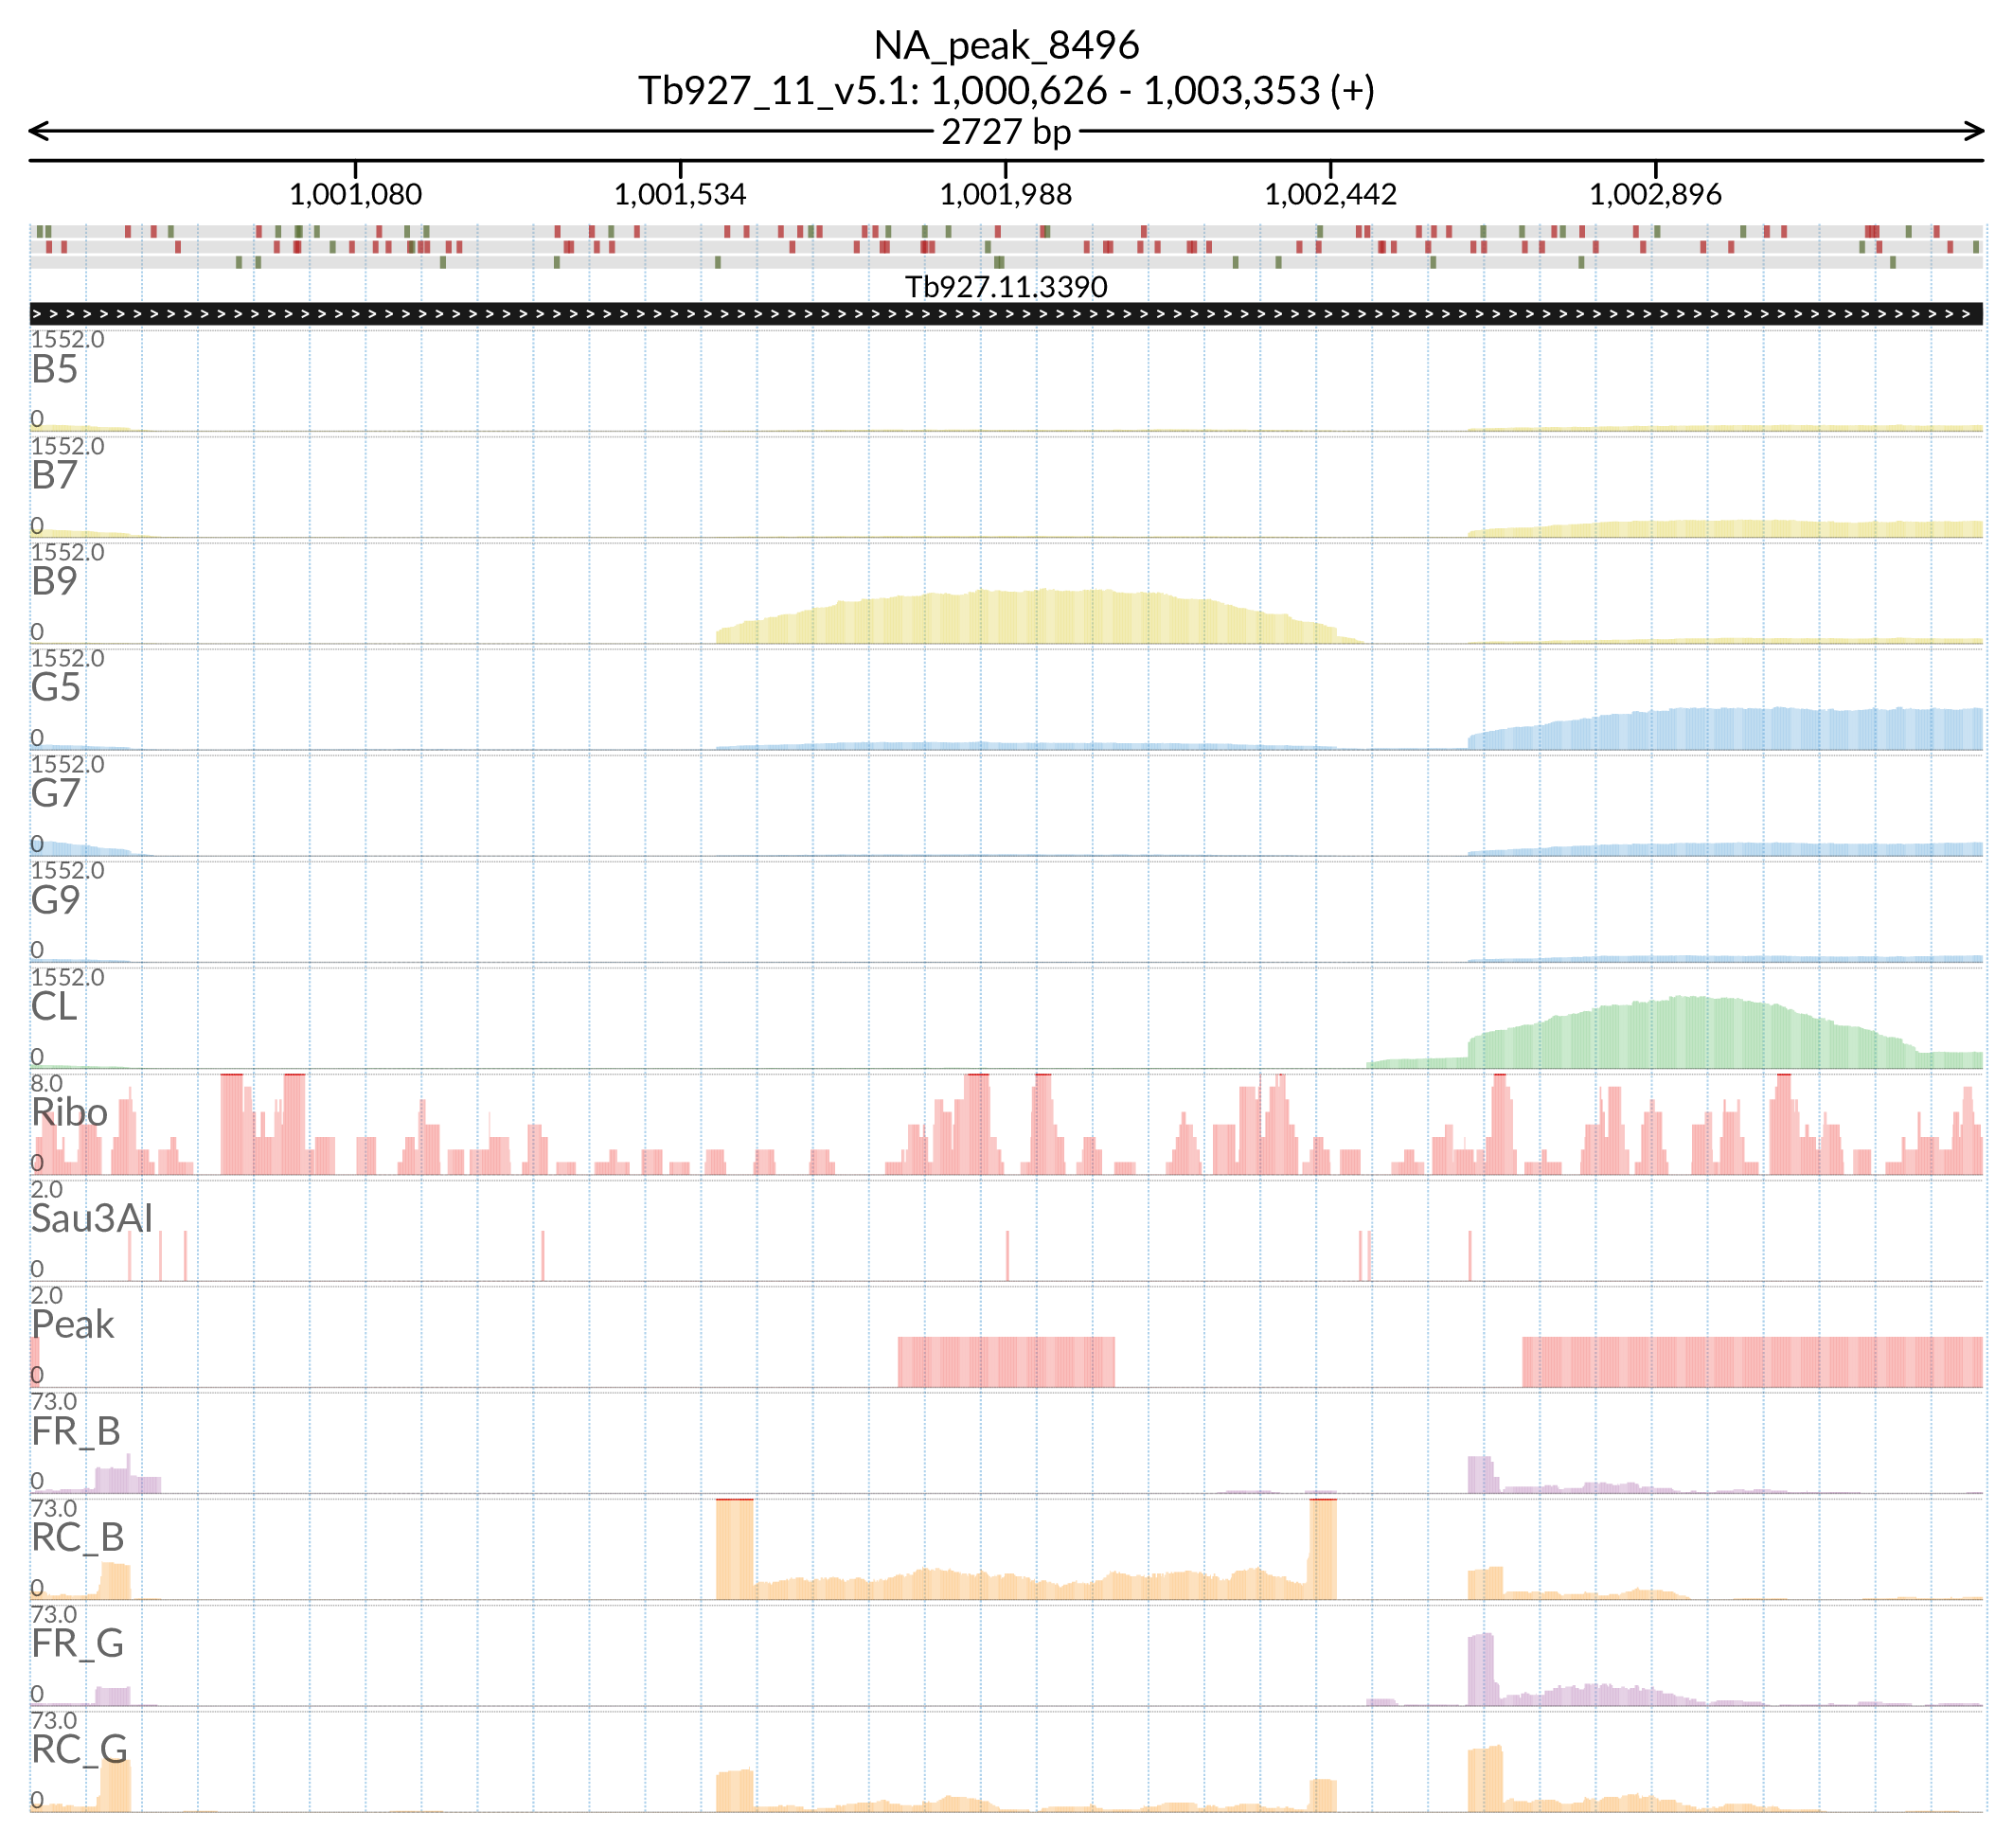 NA_peak_8496
Tb927_11_v5.1: 1,000,626 - 1,003,353 (+)
2727 bp
1,001,080 1,001,534 1,001,988 1,002,442 1,002,896
Tb927.11.3390
1552.0
B5
0
1552.0
B7
0
1552.0
B9
0
1552.0
G5
0
1552.0
G7
0
1552.0
G9
0
1552.0
CL
0
8.0
Ribo
0
2.0
Sau3AI
0
2.0
Peak
0
73.0
FR_B
0
73.0
RC_B
0
73.0
FR_G
0
73.0
RC_G
0